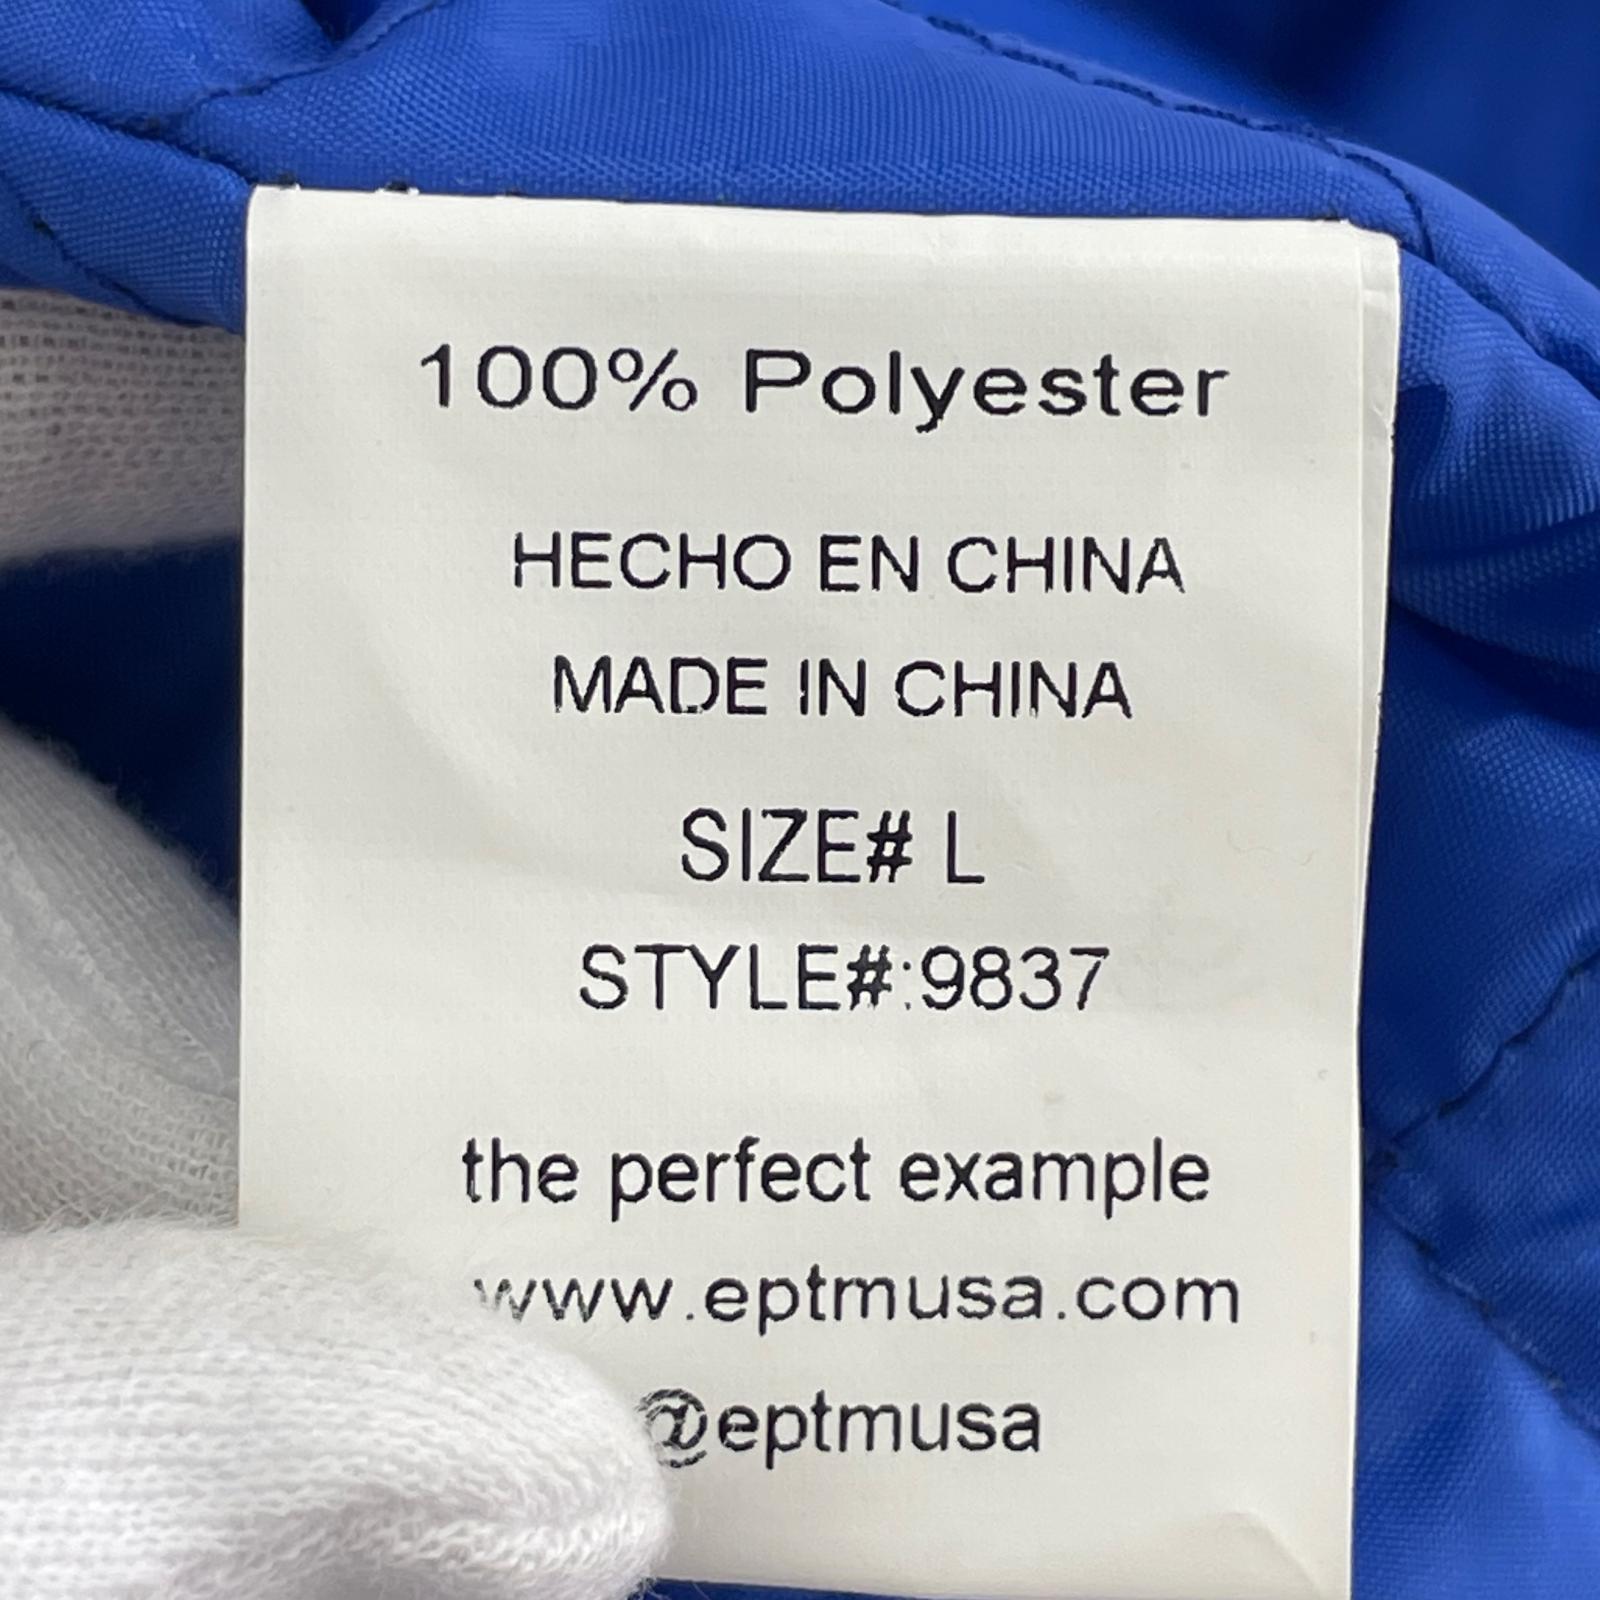 100% Polyester
HECHO EN CHINA
MADE IN CHINA
SIZE# L
STYLE#:9837
the perfect example
www.eptmusa.com
@eptmusa